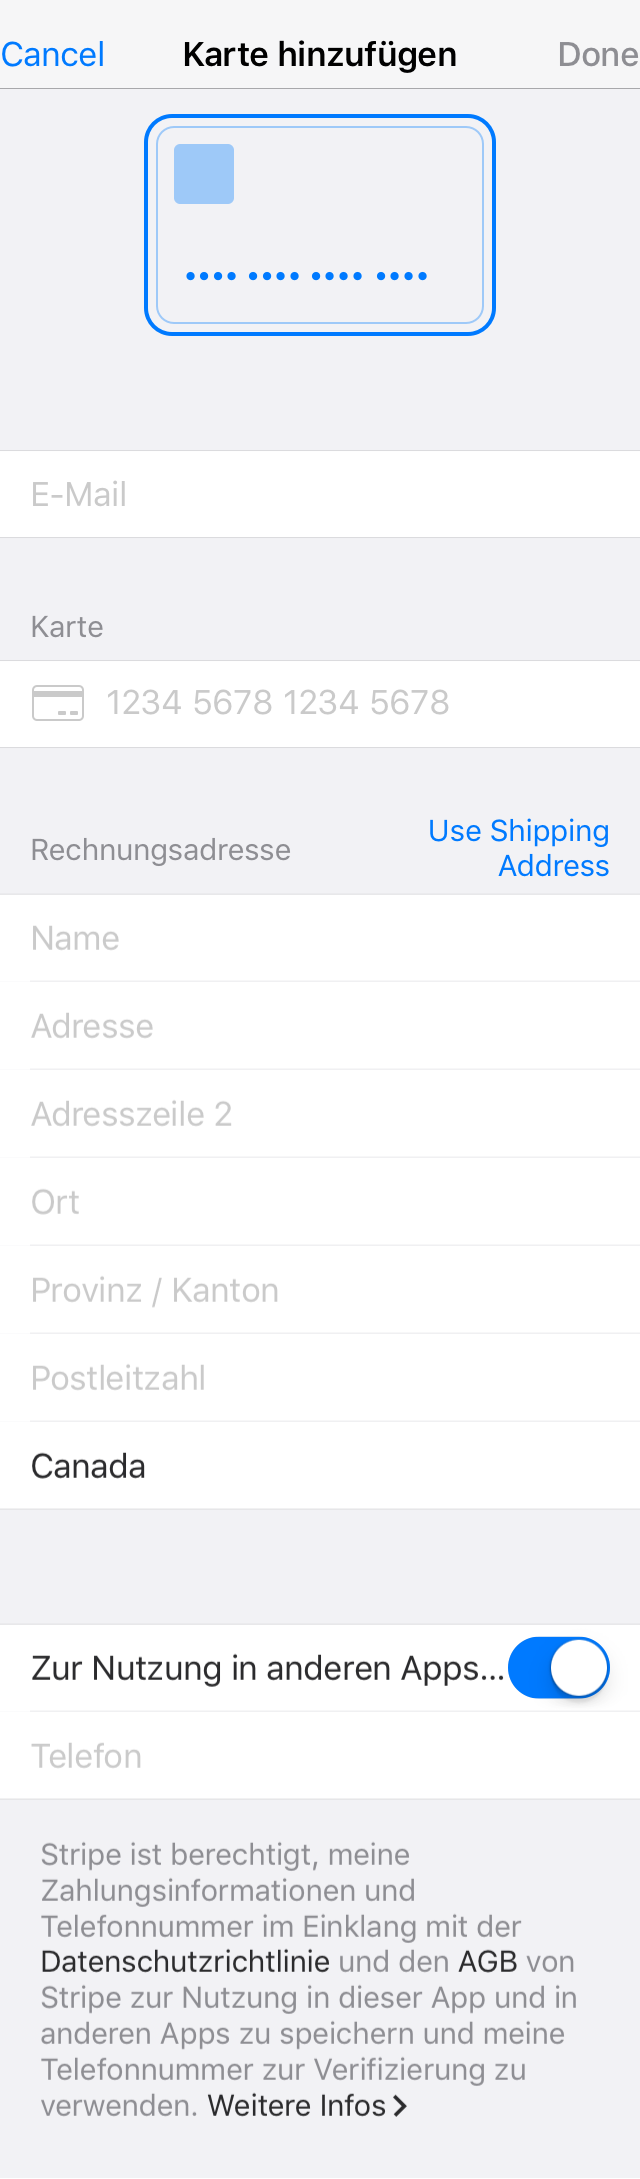 Cancel Karte hinzufügen Done
•••• •••• •••• ••••
E-Mail
Karte
1234 5678 1234 5678
Rechnungsadresse
Use Shipping
Address
Name
Adresse
Adresszeile 2
Ort
Provinz / Kanton
Postleitzahl
Canada
Zur Nutzung in anderen Apps...
Telefon
Stripe ist berechtigt, meine
Zahlungsinformationen und
Telefonnummer im Einklang mit der
Datenschutzrichtlinie und den AGB von
Stripe zur Nutzung in dieser App und in
anderen Apps zu speichern und meine
Telefonnummer zur Verifizierung zu
verwenden. Weitere Infos